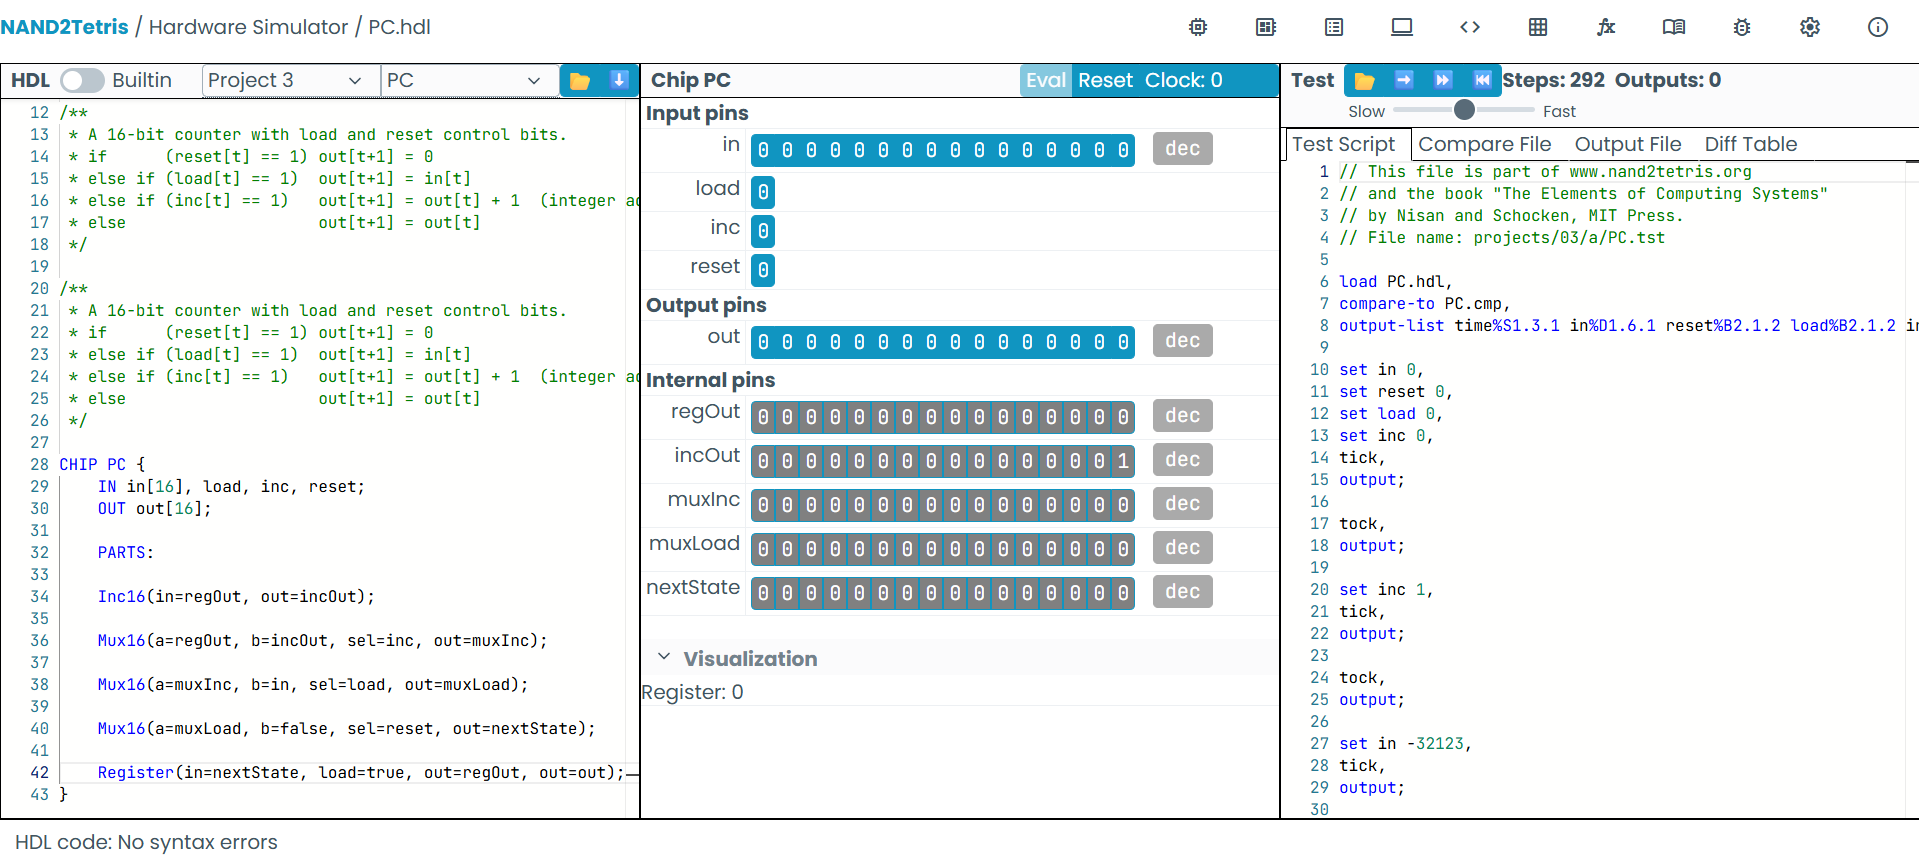 NAND2Tetris / Hardware Simulator / PC.hdl
HDL Builtin Project 3 PC
12 /**
13 * A 16-bit counter with load and reset control bits.
14 * if      (reset[t] == 1) out[t+1] = 0
15 * else if (load[t] == 1)  out[t+1] = in[t]
16 * else if (inc[t] == 1)   out[t+1] = out[t] + 1  (integer ad
17 * else                    out[t+1] = out[t]
18 */
19
20 /**
21 * A 16-bit counter with load and reset control bits.
22 * if      (reset[t] == 1) out[t+1] = 0
23 * else if (load[t] == 1)  out[t+1] = in[t]
24 * else if (inc[t] == 1)   out[t+1] = out[t] + 1  (integer ad
25 * else                    out[t+1] = out[t]
26 */
27
28 CHIP PC {
29 IN in[16], load, inc, reset;
30 OUT out[16];
31
32 PARTS:
33
34 Inc16(in=regOut, out=incOut);
35
36 Mux16(a=regOut, b=incOut, sel=inc, out=muxInc);
37
38 Mux16(a=muxInc, b=in, sel=load, out=muxLoad);
39
40 Mux16(a=muxLoad, b=false, sel=reset, out=nextState);
41
42 Register(in=nextState, load=true, out=regOut, out=out);
43 }
HDL code: No syntax errors
Chip PC Eval Reset Clock: 0
Input pins
in 0 0 0 0 0 0 0 0 0 0 0 0 0 0 0 0 dec
load 0
inc 0
reset 0
Output pins
out 0 0 0 0 0 0 0 0 0 0 0 0 0 0 0 0 dec
Internal pins
regOut 0 0 0 0 0 0 0 0 0 0 0 0 0 0 0 0 dec
incOut 0 0 0 0 0 0 0 0 0 0 0 0 0 0 0 1 dec
muxInc 0 0 0 0 0 0 0 0 0 0 0 0 0 0 0 0 dec
muxLoad 0 0 0 0 0 0 0 0 0 0 0 0 0 0 0 0 dec
nextState 0 0 0 0 0 0 0 0 0 0 0 0 0 0 0 0 dec
Visualization
Register: 0
Test Steps: 292 Outputs: 0
Slow Fast
Test Script Compare File Output File Diff Table
1 // This file is part of www.nand2tetris.org
2 // and the book "The Elements of Computing Systems"
3 // by Nisan and Schocken, MIT Press.
4 // File name: projects/03/a/PC.tst
5
6 load PC.hdl,
7 compare-to PC.cmp,
8 output-list time%S1.3.1 in%D1.6.1 reset%B2.1.2 load%B2.1.2 in
9
10 set in 0,
11 set reset 0,
12 set load 0,
13 set inc 0,
14 tick,
15 output;
16
17 tock,
18 output;
19
20 set inc 1,
21 tick,
22 output;
23
24 tock,
25 output;
26
27 set in -32123,
28 tick,
29 output;
30